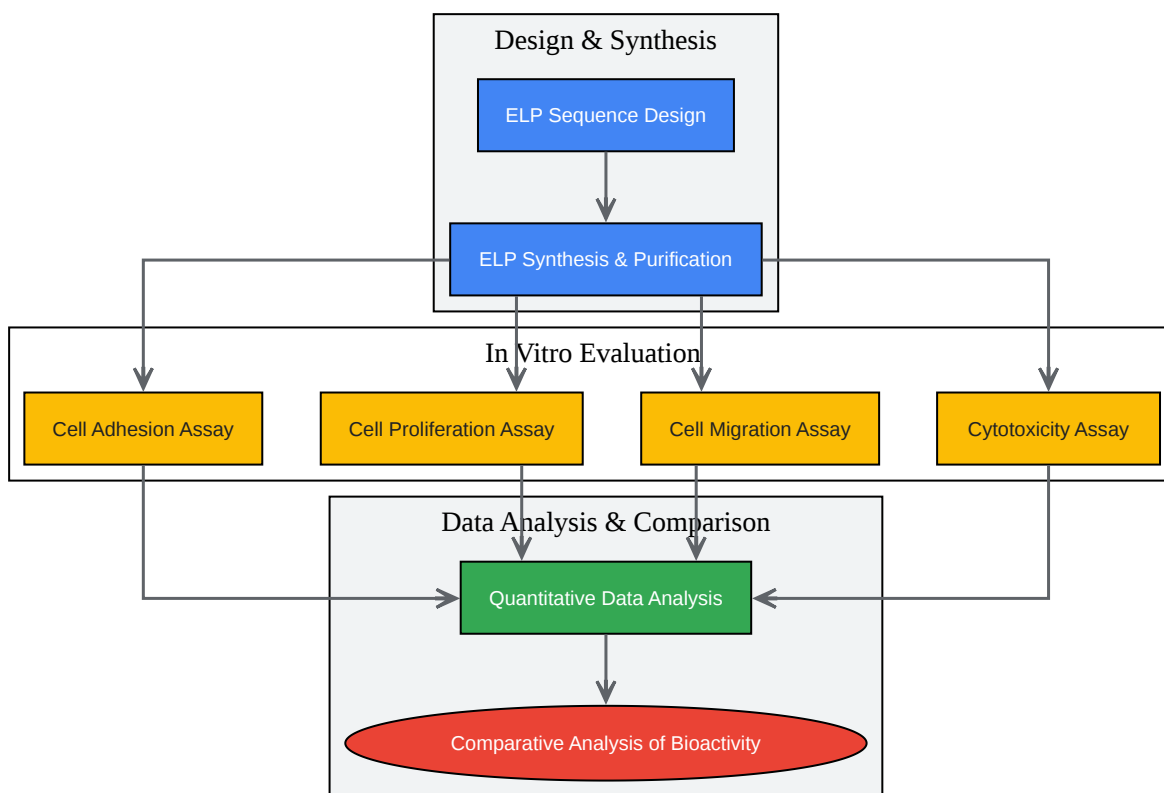 Design & Synthesis
ELP Sequence Design
ELP Synthesis & Purification
In Vitro Evaluation
Cell Adhesion Assay
Cell Proliferation Assay
Cell Migration Assay
Cytotoxicity Assay
Data Analysis & Comparison
Quantitative Data Analysis
Comparative Analysis of Bioactivity